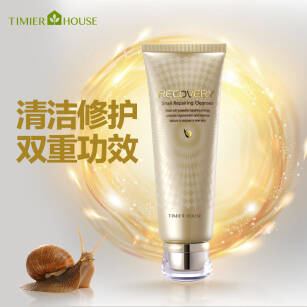 TIMIER HOUSE
清洁修护
双重功效
RECOVERY
Snail Repairing Cleanser
TIMIER HOUSE